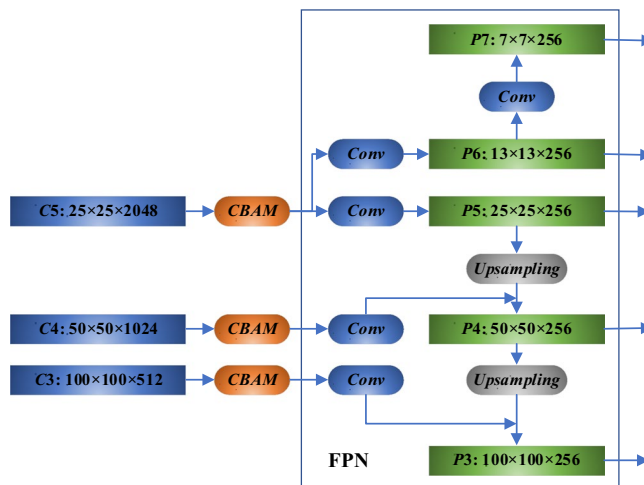 P7: 7×7×256
Conv
Conv
P6: 13×13×256
C5: 25×25×2048
CBAM
Conv
P5: 25×25×256
Upsampling
C4: 50×50×1024
CBAM
Conv
P4: 50×50×256
C3: 100×100×512
CBAM
Conv
Upsampling
FPN
P3: 100×100×256